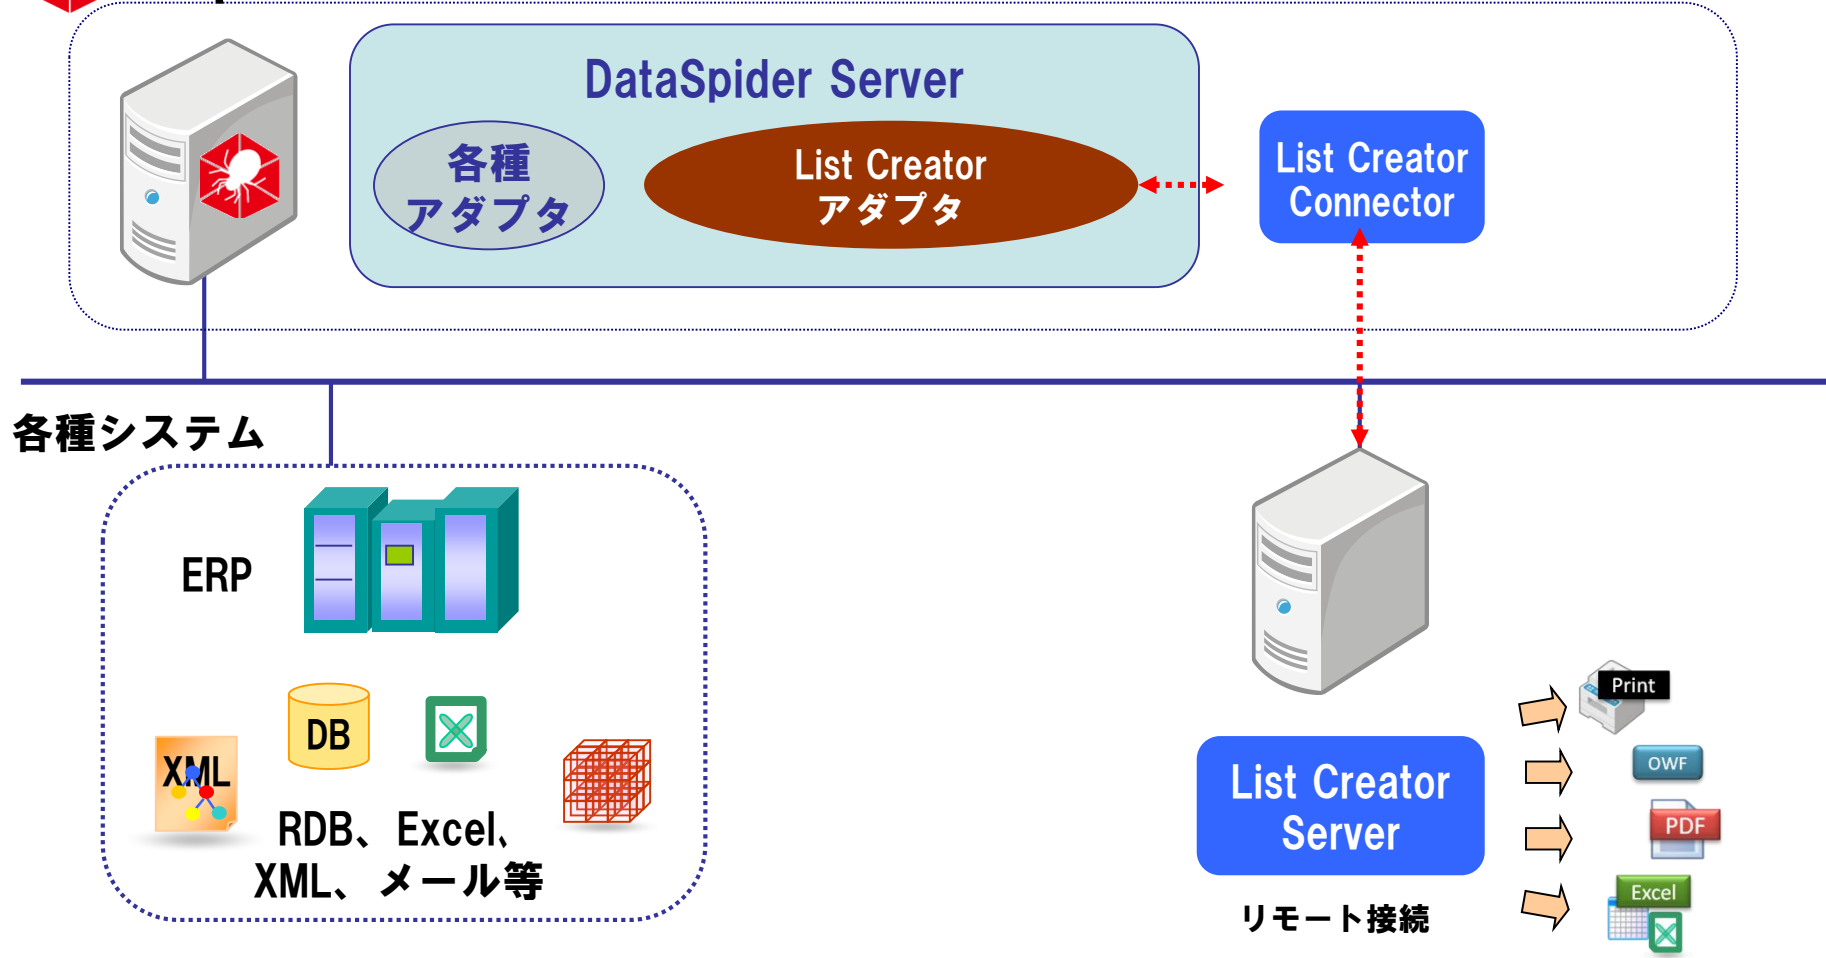 DataSpider Server
各種
アダプタ
List Creator
アダプタ
List Creator
Connector
各種システム
ERP
DB
XML
RDB、Excel、
XML、メール等
List Creator
Server
リモート接続
Print
OWF
PDF
Excel